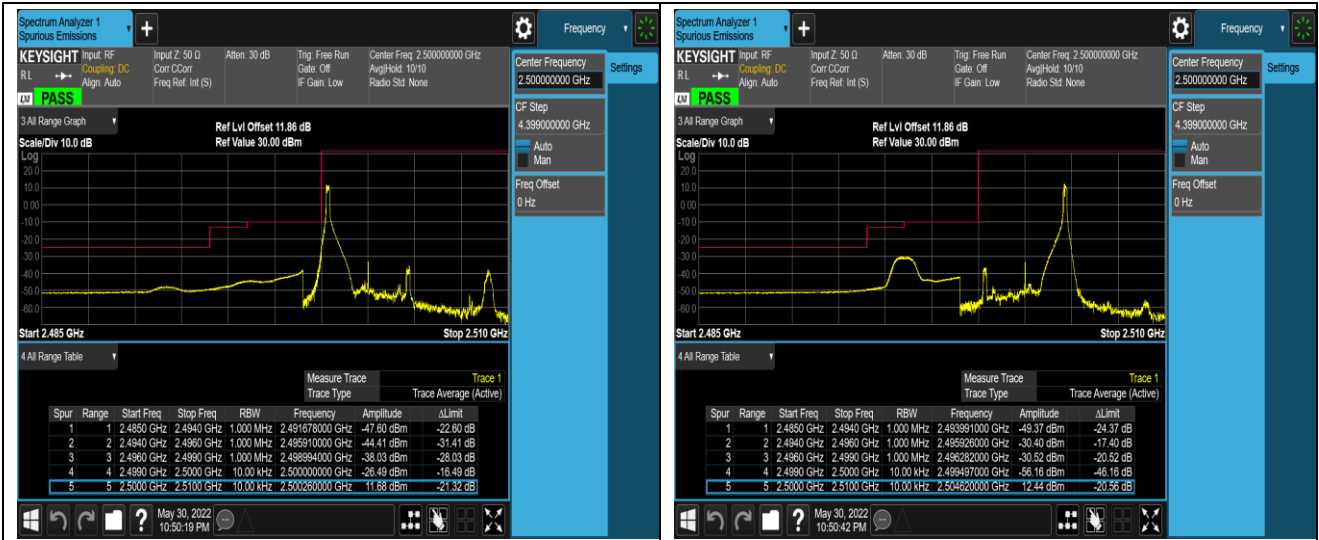 Spectrum Analyzer 1
Spurious Emissions
Frequency
KEYSIGHT Input: RF Input Z: 50 Ω Atten: 30 dB Trig: Free Run Center Freq: 2.500000000 GHz
Coupling: DC Corr CCorr Gate: Off Avg|Hold: 10/10
RL Align: Auto Freq Ref: Int (S) IF Gain: Low Radio Std: None
LXI PASS
Center Frequency
2.500000000 GHz
Settings
CF Step
4.399000000 GHz
Auto
Man
Freq Offset
0 Hz
3 All Range Graph
Ref Lvl Offset 11.86 dB
Scale/Div 10.0 dB Ref Value 30.00 dBm
Log
20.0
10.0
0.00
-10.0
-20.0
-30.0
-40.0
-50.0
-60.0
Start 2.485 GHz Stop 2.510 GHz
4 All Range Table
Measure Trace Trace 1
Trace Type Trace Average (Active)
Spur Range Start Freq Stop Freq RBW Frequency Amplitude ΔLimit
1 1 2.4850 GHz 2.4940 GHz 1.000 MHz 2.491678000 GHz -47.60 dBm -22.60 dB
2 2 2.4940 GHz 2.4960 GHz 1.000 MHz 2.495910000 GHz -44.41 dBm -31.41 dB
3 3 2.4960 GHz 2.4990 GHz 1.000 MHz 2.498994000 GHz -38.03 dBm -28.03 dB
4 4 2.4990 GHz 2.5000 GHz 10.00 kHz 2.500000000 GHz -26.49 dBm -16.49 dB
5 5 2.5000 GHz 2.5100 GHz 10.00 kHz 2.500260000 GHz 11.68 dBm -21.32 dB
May 30, 2022
10:50:19 PM
Spectrum Analyzer 1
Spurious Emissions
Frequency
KEYSIGHT Input: RF Input Z: 50 Ω Atten: 30 dB Trig: Free Run Center Freq: 2.500000000 GHz
Coupling: DC Corr CCorr Gate: Off Avg|Hold: 10/10
RL Align: Auto Freq Ref: Int (S) IF Gain: Low Radio Std: None
LXI PASS
Center Frequency
2.500000000 GHz
Settings
CF Step
4.399000000 GHz
Auto
Man
Freq Offset
0 Hz
3 All Range Graph
Ref Lvl Offset 11.86 dB
Scale/Div 10.0 dB Ref Value 30.00 dBm
Log
20.0
10.0
0.00
-10.0
-20.0
-30.0
-40.0
-50.0
-60.0
Start 2.485 GHz Stop 2.510 GHz
4 All Range Table
Measure Trace Trace 1
Trace Type Trace Average (Active)
Spur Range Start Freq Stop Freq RBW Frequency Amplitude ΔLimit
1 1 2.4850 GHz 2.4940 GHz 1.000 MHz 2.493991000 GHz -49.37 dBm -24.37 dB
2 2 2.4940 GHz 2.4960 GHz 1.000 MHz 2.495926000 GHz -30.40 dBm -17.40 dB
3 3 2.4960 GHz 2.4990 GHz 1.000 MHz 2.496282000 GHz -30.52 dBm -20.52 dB
4 4 2.4990 GHz 2.5000 GHz 10.00 kHz 2.499497000 GHz -56.16 dBm -46.16 dB
5 5 2.5000 GHz 2.5100 GHz 10.00 kHz 2.504620000 GHz 12.44 dBm -20.56 dB
May 30, 2022
10:50:42 PM